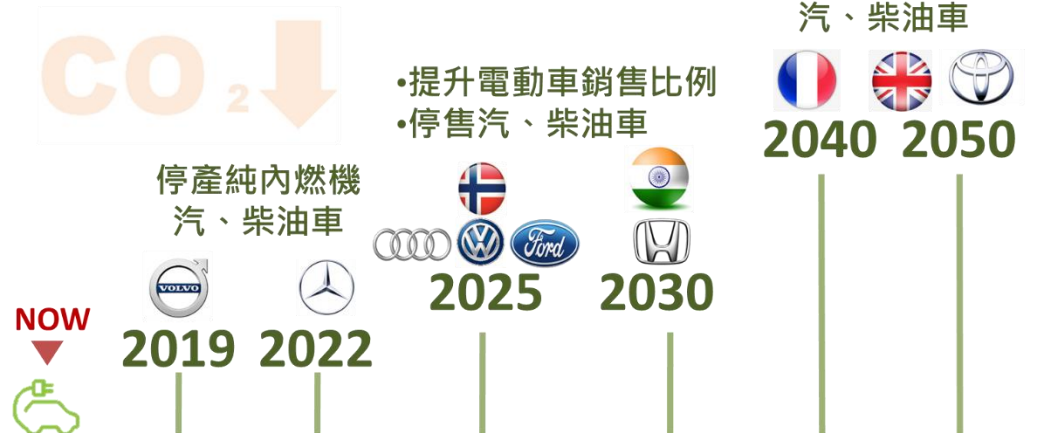 CO₂
汽、柴油車
•提升電動車銷售比例
•停售汽、柴油車
2040 2050
停產純內燃機
汽、柴油車
VOLVO
Ford
2025 2030
NOW
2019 2022